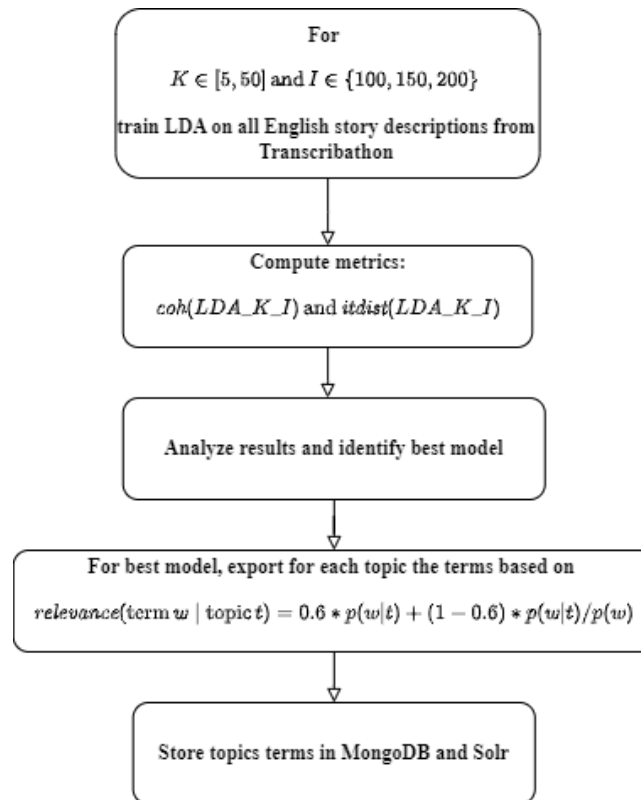 For
K ∈ [5, 50] and I ∈ {100, 150, 200}
train LDA on all English story descriptions from
Transcribathon
Compute metrics:
coh(LDA_K_I) and itdist(LDA_K_I)
Analyze results and identify best model
For best model, export for each topic the terms based on
relevance(term w | topic t) = 0.6 * p(w|t) + (1 − 0.6) * p(w|t)/p(w)
Store topics terms in MongoDB and Solr